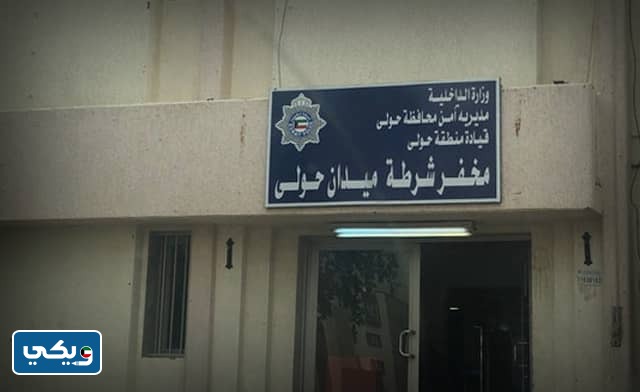 وزارة الداخلية
مديرية أمن محافظة حولي
قيادة منطقة حولي
مخفر شرطة ميدان حولي
ويكي